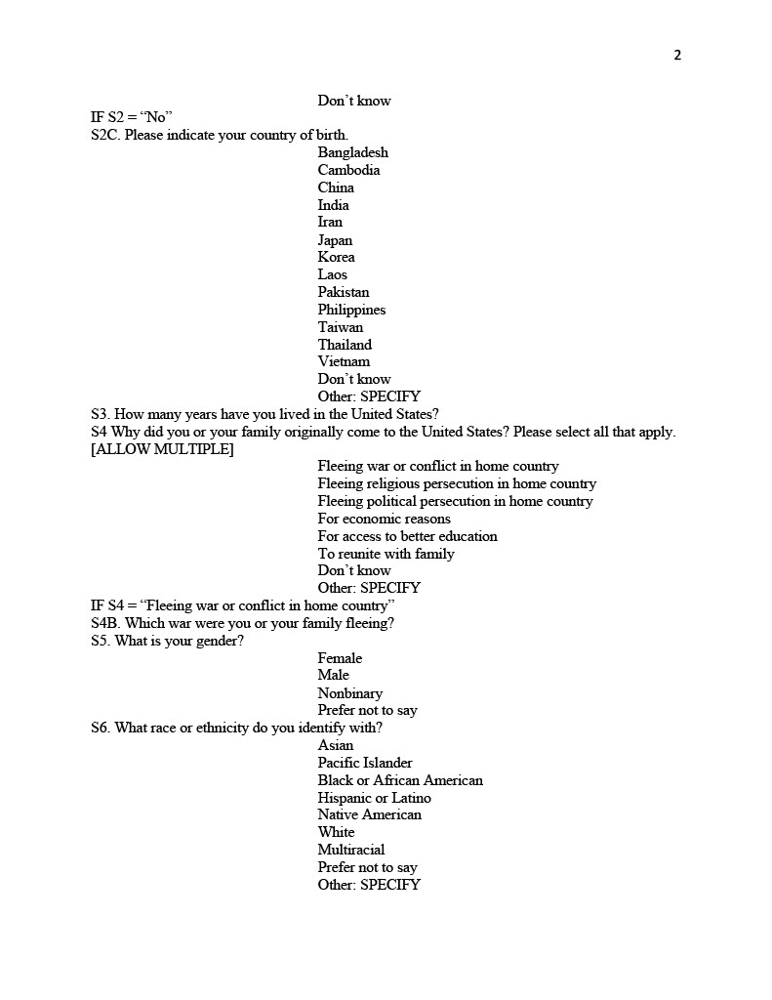 2
Don’t know
IF S2 = “No”
S2C. Please indicate your country of birth.
Bangladesh
Cambodia
China
India
Iran
Japan
Korea
Laos
Pakistan
Philippines
Taiwan
Thailand
Vietnam
Don’t know
Other: SPECIFY
S3. How many years have you lived in the United States?
S4 Why did you or your family originally come to the United States? Please select all that apply.
[ALLOW MULTIPLE]
Fleeing war or conflict in home country
Fleeing religious persecution in home country
Fleeing political persecution in home country
For economic reasons
For access to better education
To reunite with family
Don’t know
Other: SPECIFY
IF S4 = “Fleeing war or conflict in home country”
S4B. Which war were you or your family fleeing?
S5. What is your gender?
Female
Male
Nonbinary
Prefer not to say
S6. What race or ethnicity do you identify with?
Asian
Pacific Islander
Black or African American
Hispanic or Latino
Native American
White
Multiracial
Prefer not to say
Other: SPECIFY